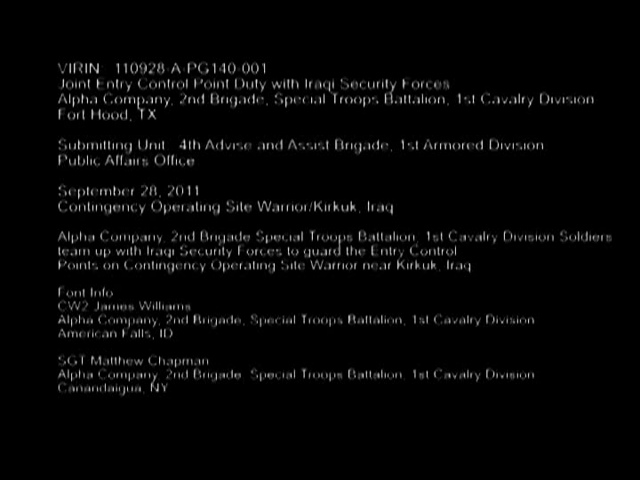 VIRIN: 110928-A-PG140-001
Joint Entry Control Point Duty with Iraqi Security Forces
Alpha Company, 2nd Brigade, Special Troops Battalion, 1st Cavalry Division
Fort Hood, TX
Submitting Unit: 4th Advise and Assist Brigade, 1st Armored Division
Public Affairs Office
September 28, 2011
Contingency Operating Site Warrior/Kirkuk, Iraq
Alpha Company, 2nd Brigade Special Troops Battalion, 1st Cavalry Division Soldiers
team up with Iraqi Security Forces to guard the Entry Control
Points on Contingency Operating Site Warrior near Kirkuk, Iraq
Font Info
CW2 James Williams
Alpha Company, 2nd Brigade, Special Troops Battalion, 1st Cavalry Division
American Falls, ID
SGT Matthew Chapman
Alpha Company, 2nd Brigade, Special Troops Battalion, 1st Cavalry Division
Canandaigua, NY